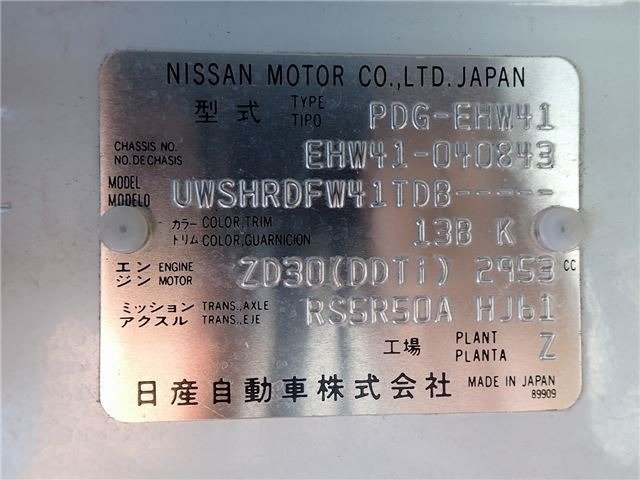 NISSAN MOTOR CO.,LTD. JAPAN
型式 TYPE TIPO PDG-EHW41
CHASSIS NO. NO. DE CHASIS EHW41-040843
MODEL MODELO UWSHRDFW41TDB-----
カラー トリム COLOR, TRIM COLOR, GUARNICION 13B K
エンジン ENGINE MOTOR ZD30(DDTi) 2953 CC
ミッション アクスル TRANS., AXLE TRANS., EJE RS5R50A HJ61
工場 PLANT PLANTA Z
日産自動車株式会社 MADE IN JAPAN
89909